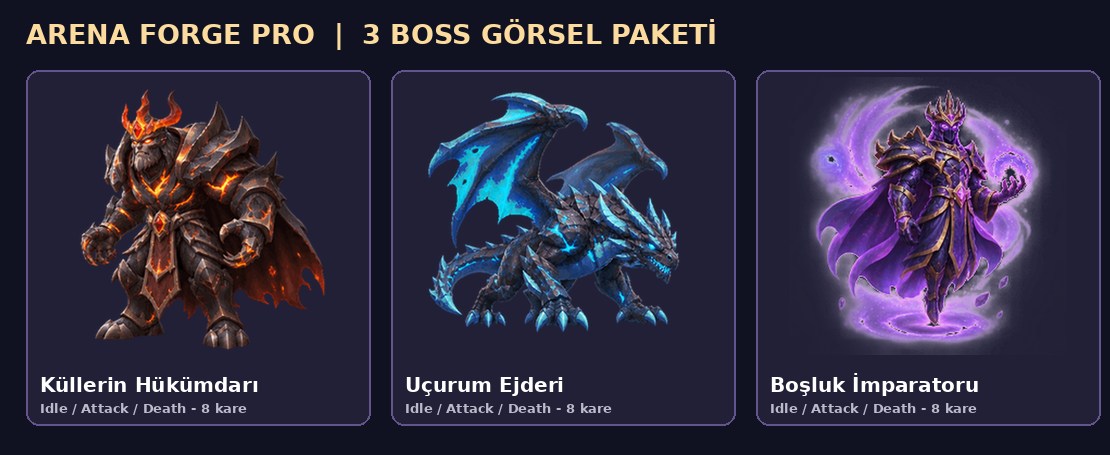 ARENA FORGE PRO | 3 BOSS GÖRSEL PAKETİ
Küllerin Hükümdarı
Idle / Attack / Death - 8 kare
Uçurum Ejderi
Idle / Attack / Death - 8 kare
Boşluk İmparatoru
Idle / Attack / Death - 8 kare